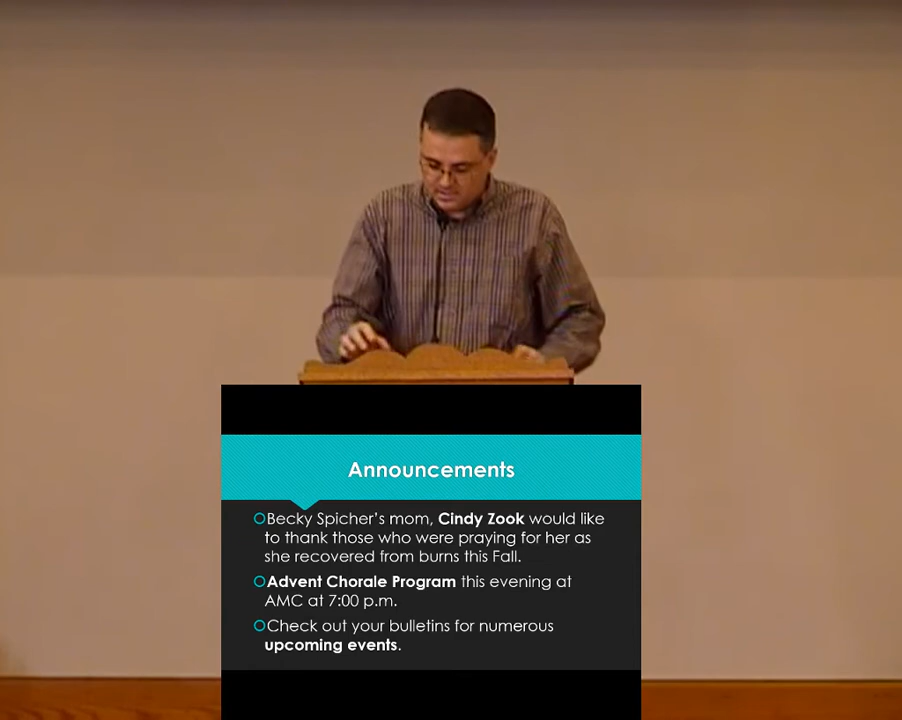 Announcements
Becky Spicher's mom, Cindy Zook would like
to thank those who were praying for her as
she recovered from burns this Fall.
Advent Chorale Program this evening at
AMC at 7:00 p.m.
Check out your bulletins for numerous
upcoming events.